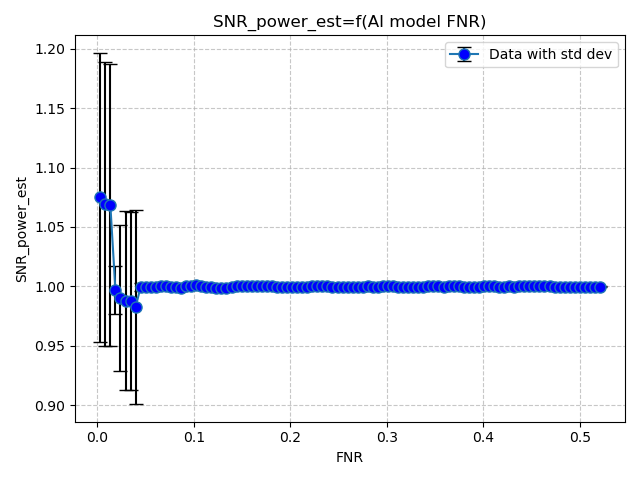 SNR_power_est=f(AI model FNR)
Data with std dev
1.20
1.15
1.10
1.05
1.00
0.95
0.90
SNR_power_est
0.0 0.1 0.2 0.3 0.4 0.5
FNR